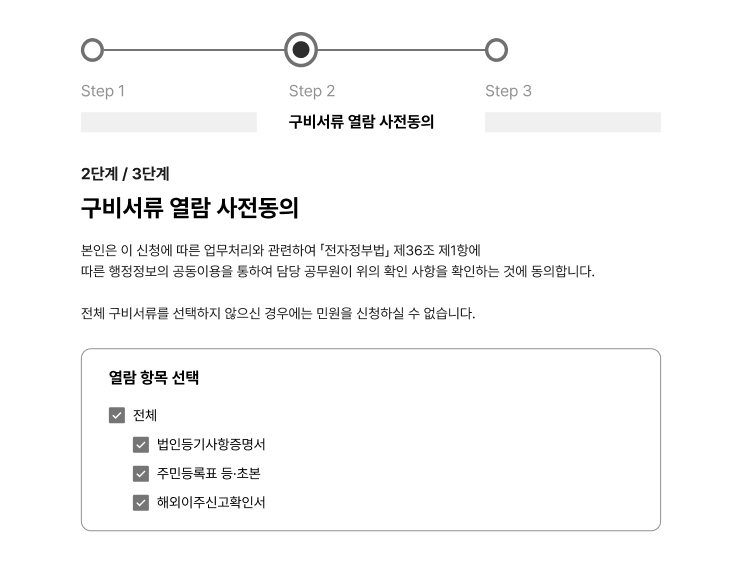 Step 1
Step 2
Step 3
구비서류 열람 사전동의
2단계 / 3단계
구비서류 열람 사전동의
본인은 이 신청에 따른 업무처리와 관련하여 「전자정부법」 제36조 제1항에
따른 행정정보의 공동이용을 통하여 담당 공무원이 위의 확인 사항을 확인하는 것에 동의합니다.
전체 구비서류를 선택하지 않으신 경우에는 민원을 신청하실 수 없습니다.
열람 항목 선택
전체
법인등기사항증명서
주민등록표 등·초본
해외이주신고확인서